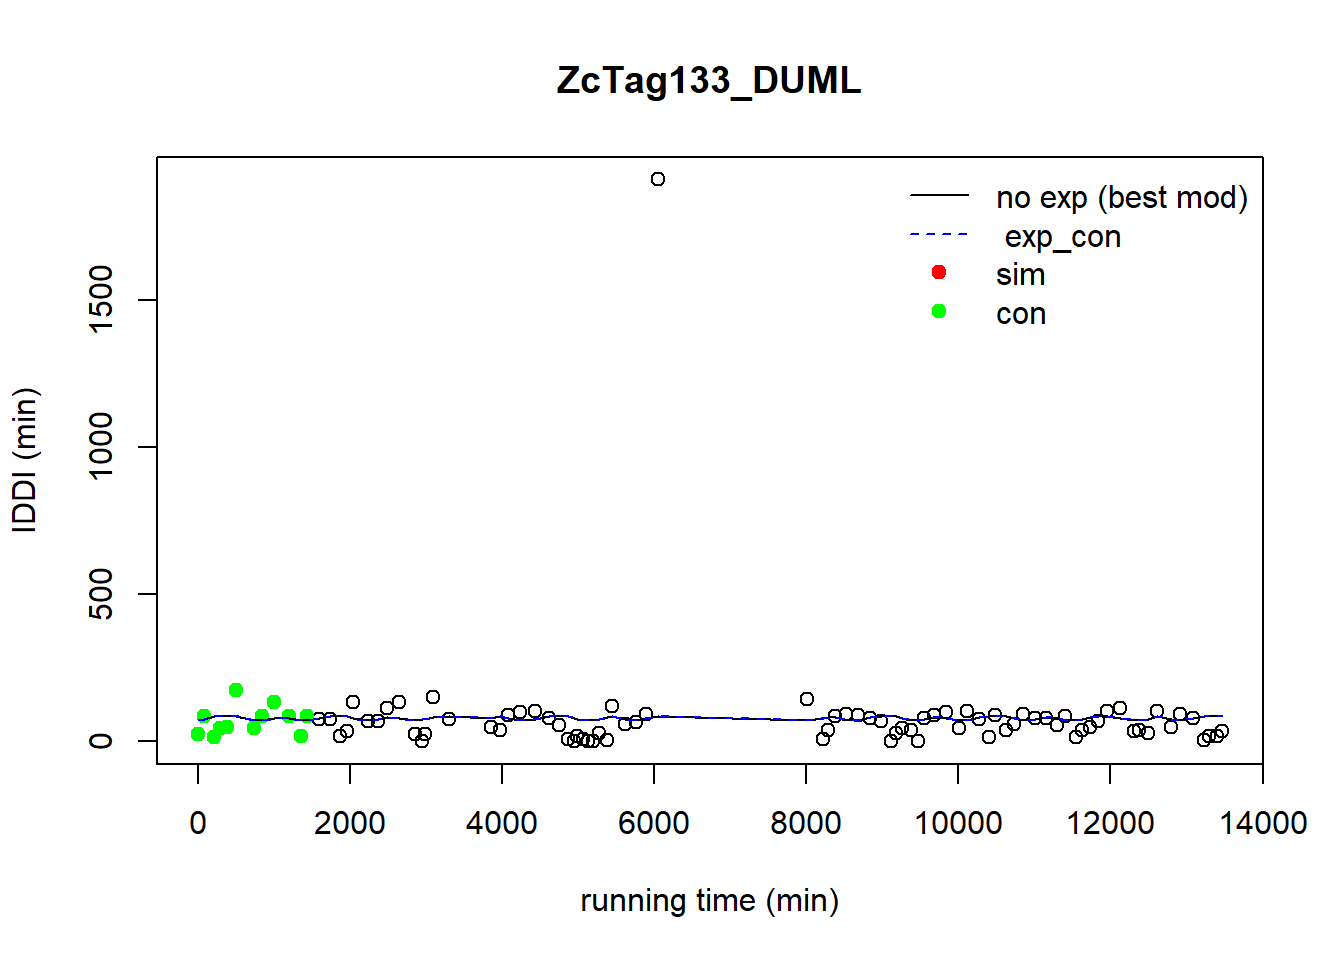 ZcTag133_DUML
no exp (best mod)
exp_con
sim
con
IDDI (min)
0
500
1000
1500
0
2000
4000
6000
8000
10000
12000
14000
running time (min)